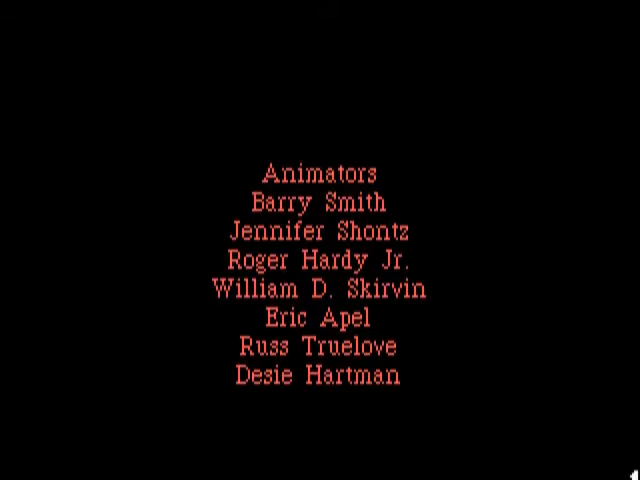 Animators
Barry Smith
Jennifer Shontz
Roger Hardy Jr.
William D. Skirvin
Eric Apel
Russ Truelove
Desie Hartman